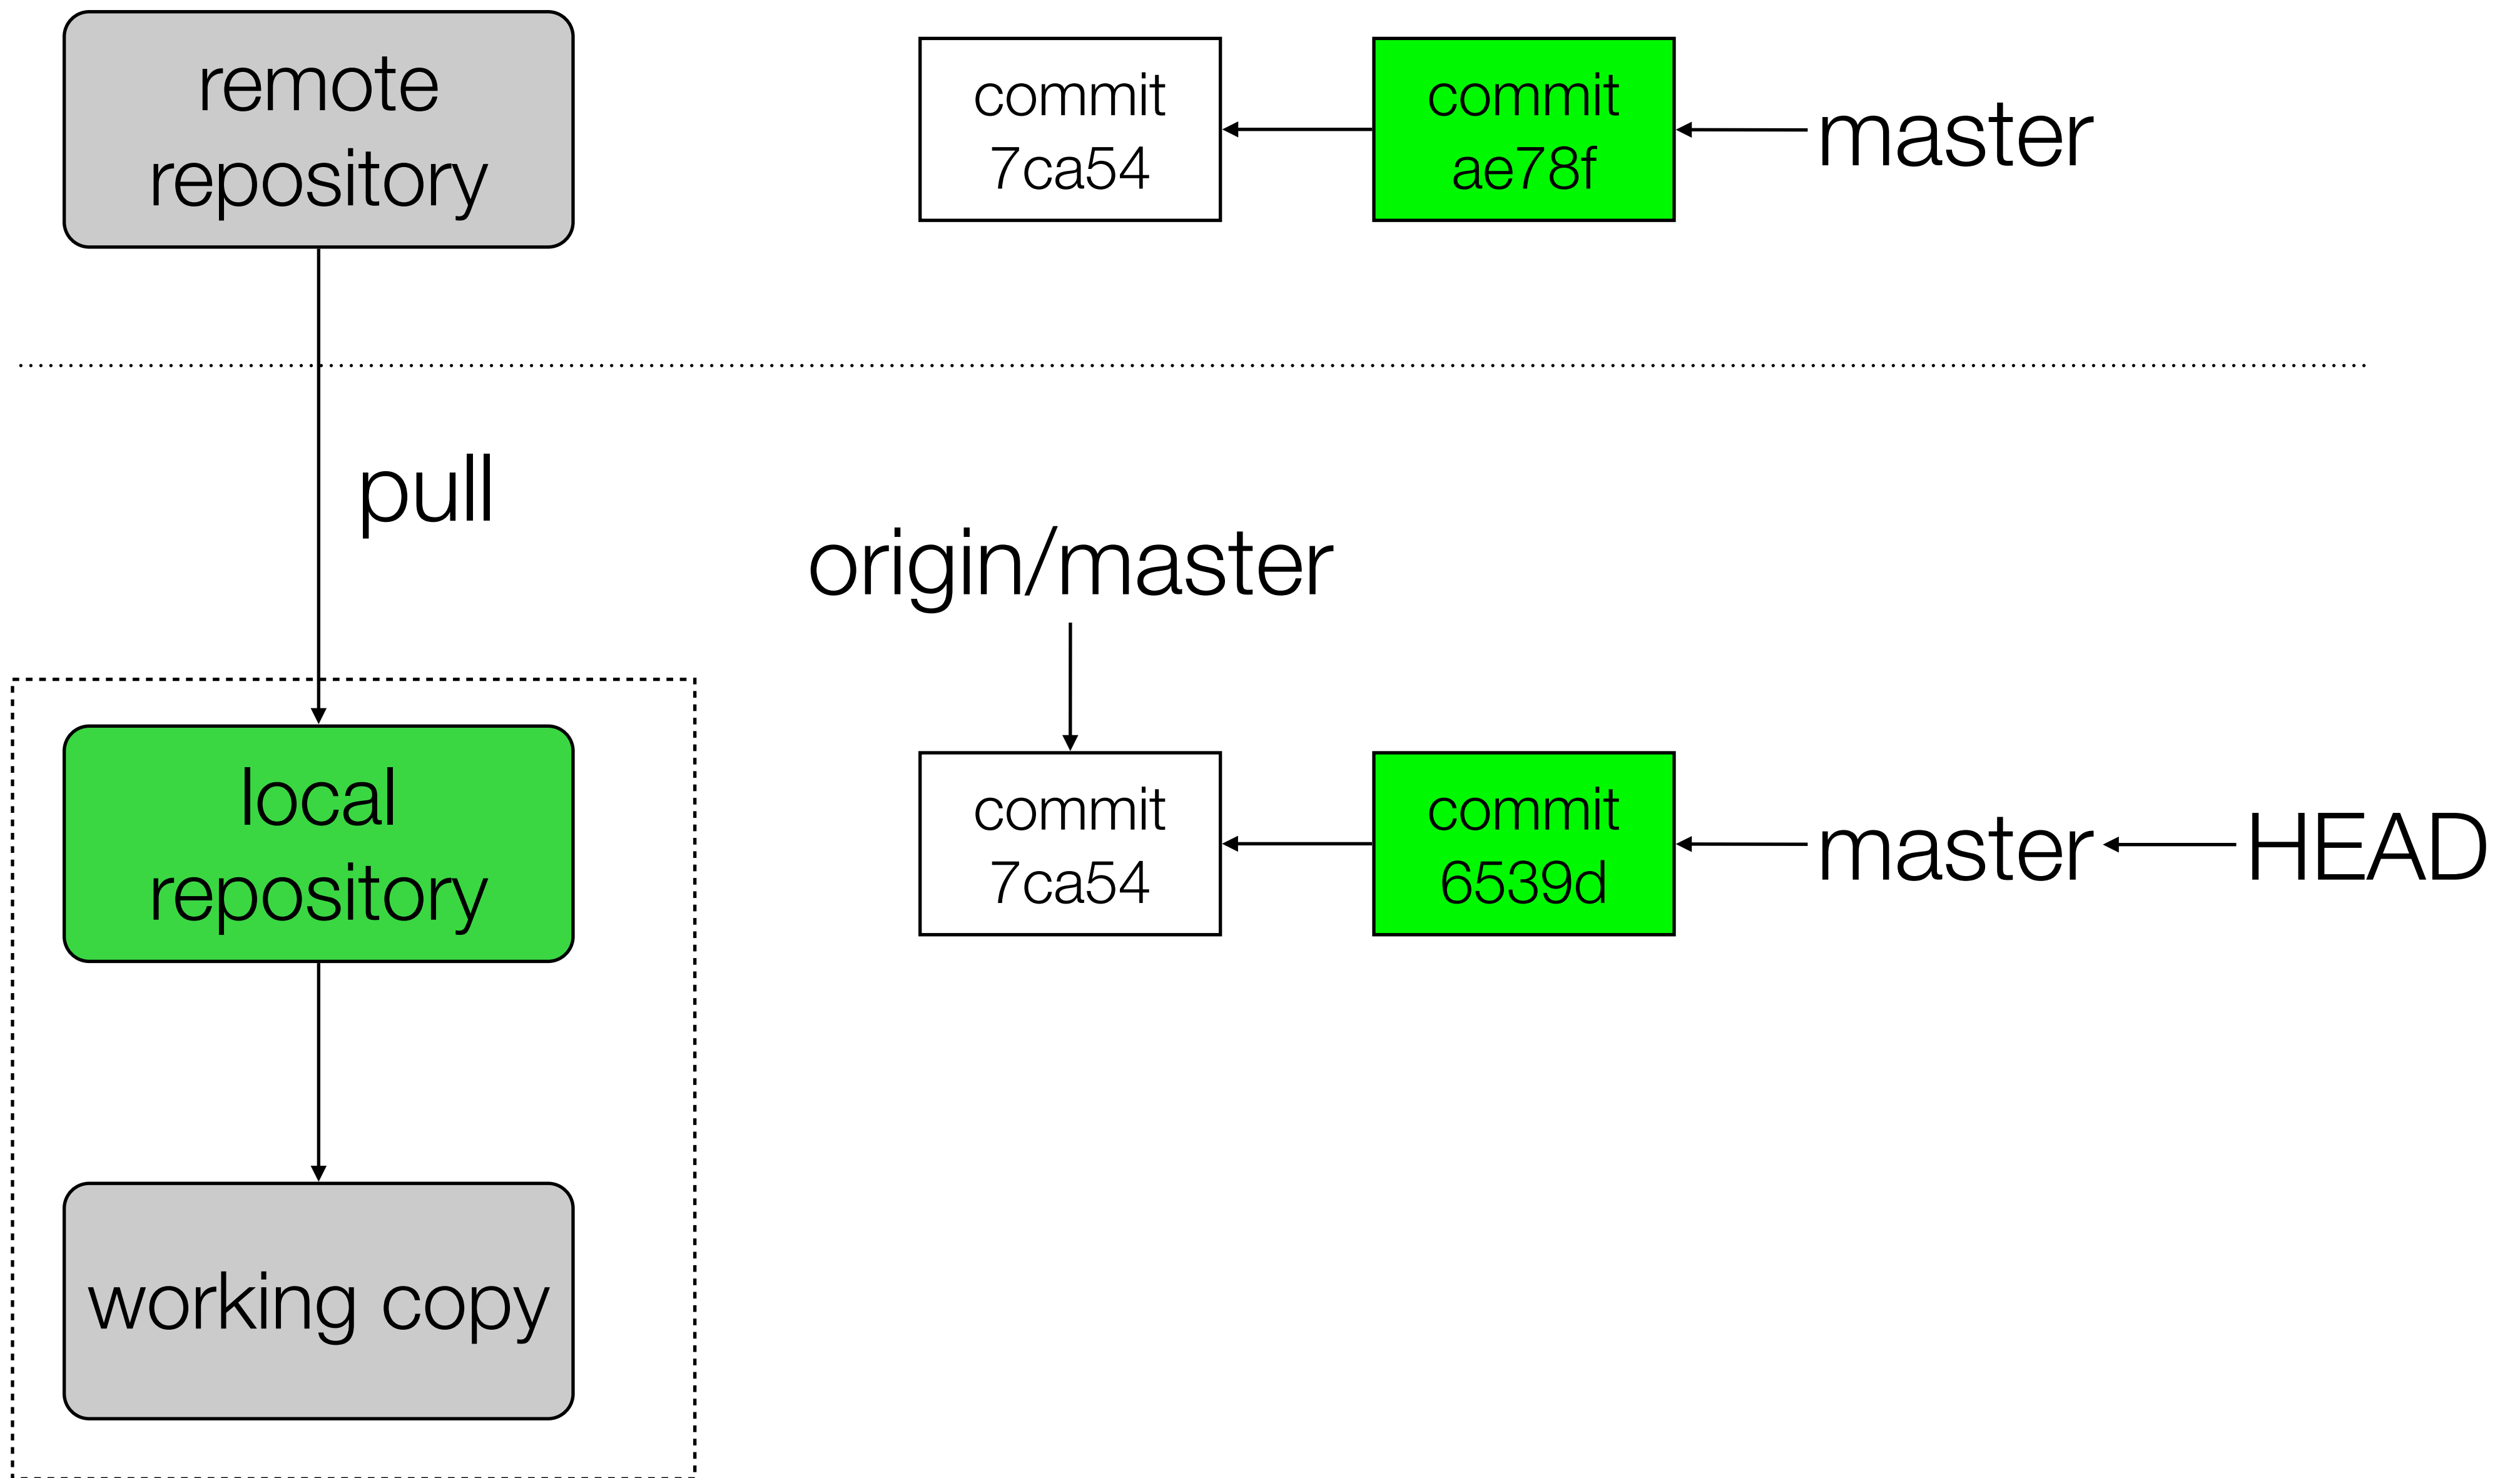 remote
repository
commit
7ca54
commit
ae78f
master
pull
origin/master
local
repository
commit
7ca54
commit
6539d
master
HEAD
working copy